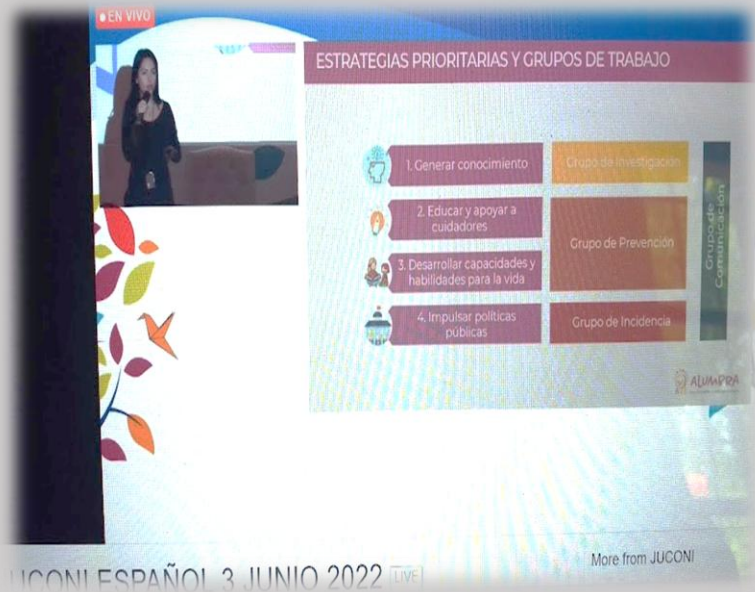 EN VIVO
ESTRATEGIAS PRIORITARIAS Y GRUPOS DE TRABAJO
1. Generar conocimiento
Grupo de Investigación
2. Educar y apoyar a
cuidadores
3. Desarrollar capacidades y
habilidades para la vida
Grupo de Prevención
4. Impulsar políticas
públicas
Grupo de Incidencia
Grupo de
Comunicación
ALUMBRA
More from JUCONI
JUCONI ESPAÑOL 3 JUNIO 2022 LIVE